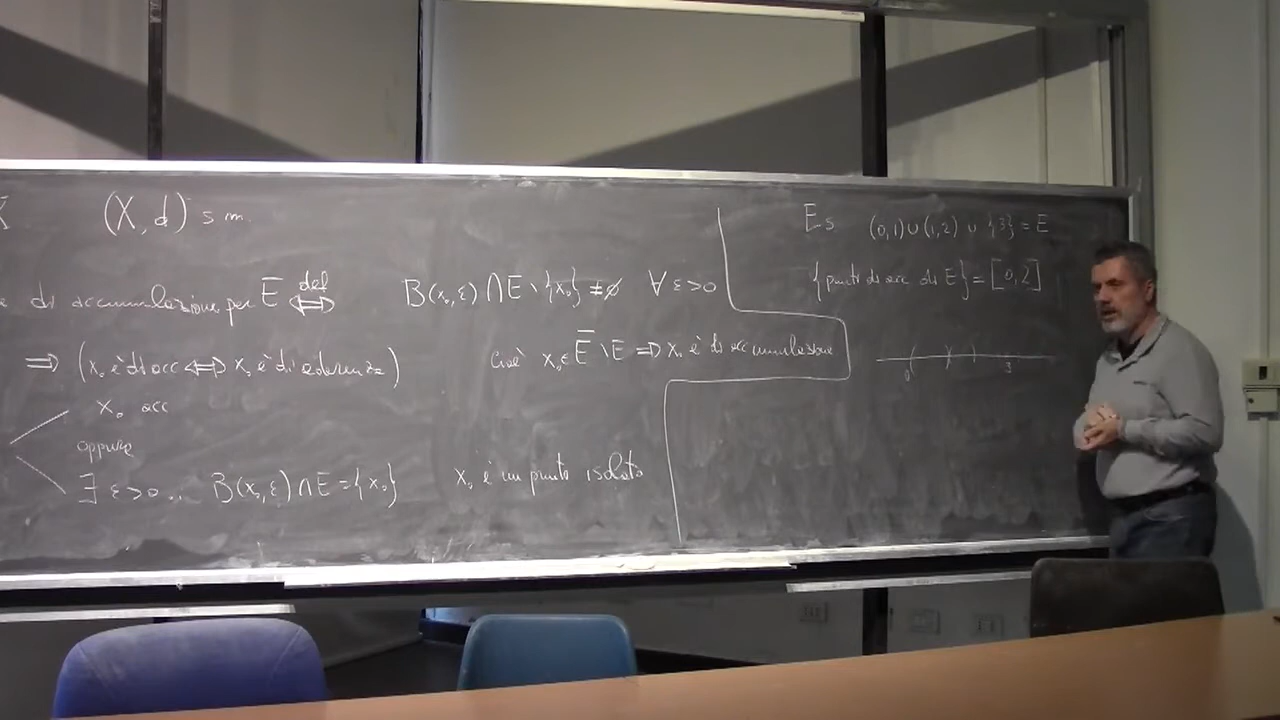 X (X, d) s.m.
e di accumulazione per E ⟺def B(x₀, ε) ∩ E \ {x₀} ≠ ∅ ∀ ε>0
⟹ (x₀ è di acc ⟺ x₀ è di aderenza)
Cioè x₀ ∈ E̅ \ E ⟹ x₀ è di accumulazione
x₀ acc
oppure
∃ ε>0 .. B(x₀, ε) ∩ E = {x₀} x₀ è un punto isolato
Es (0,1) ∪ (1,2) ∪ {3} = E
{punti di acc di E} = [0,2]
0 3